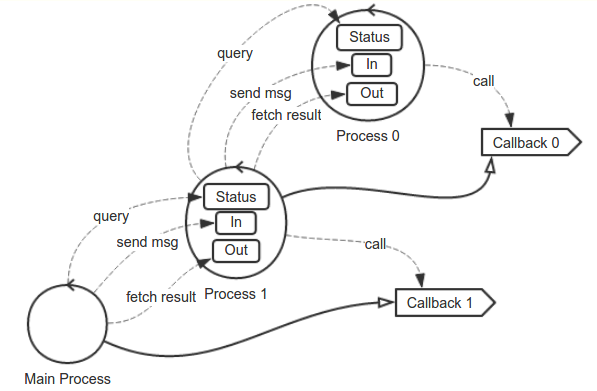 Status
query
In
call
send msg
Out
fetch result
Process 0
Callback 0
Status
query
In
send msg
call
Out
fetch result
Process 1
Callback 1
Main Process